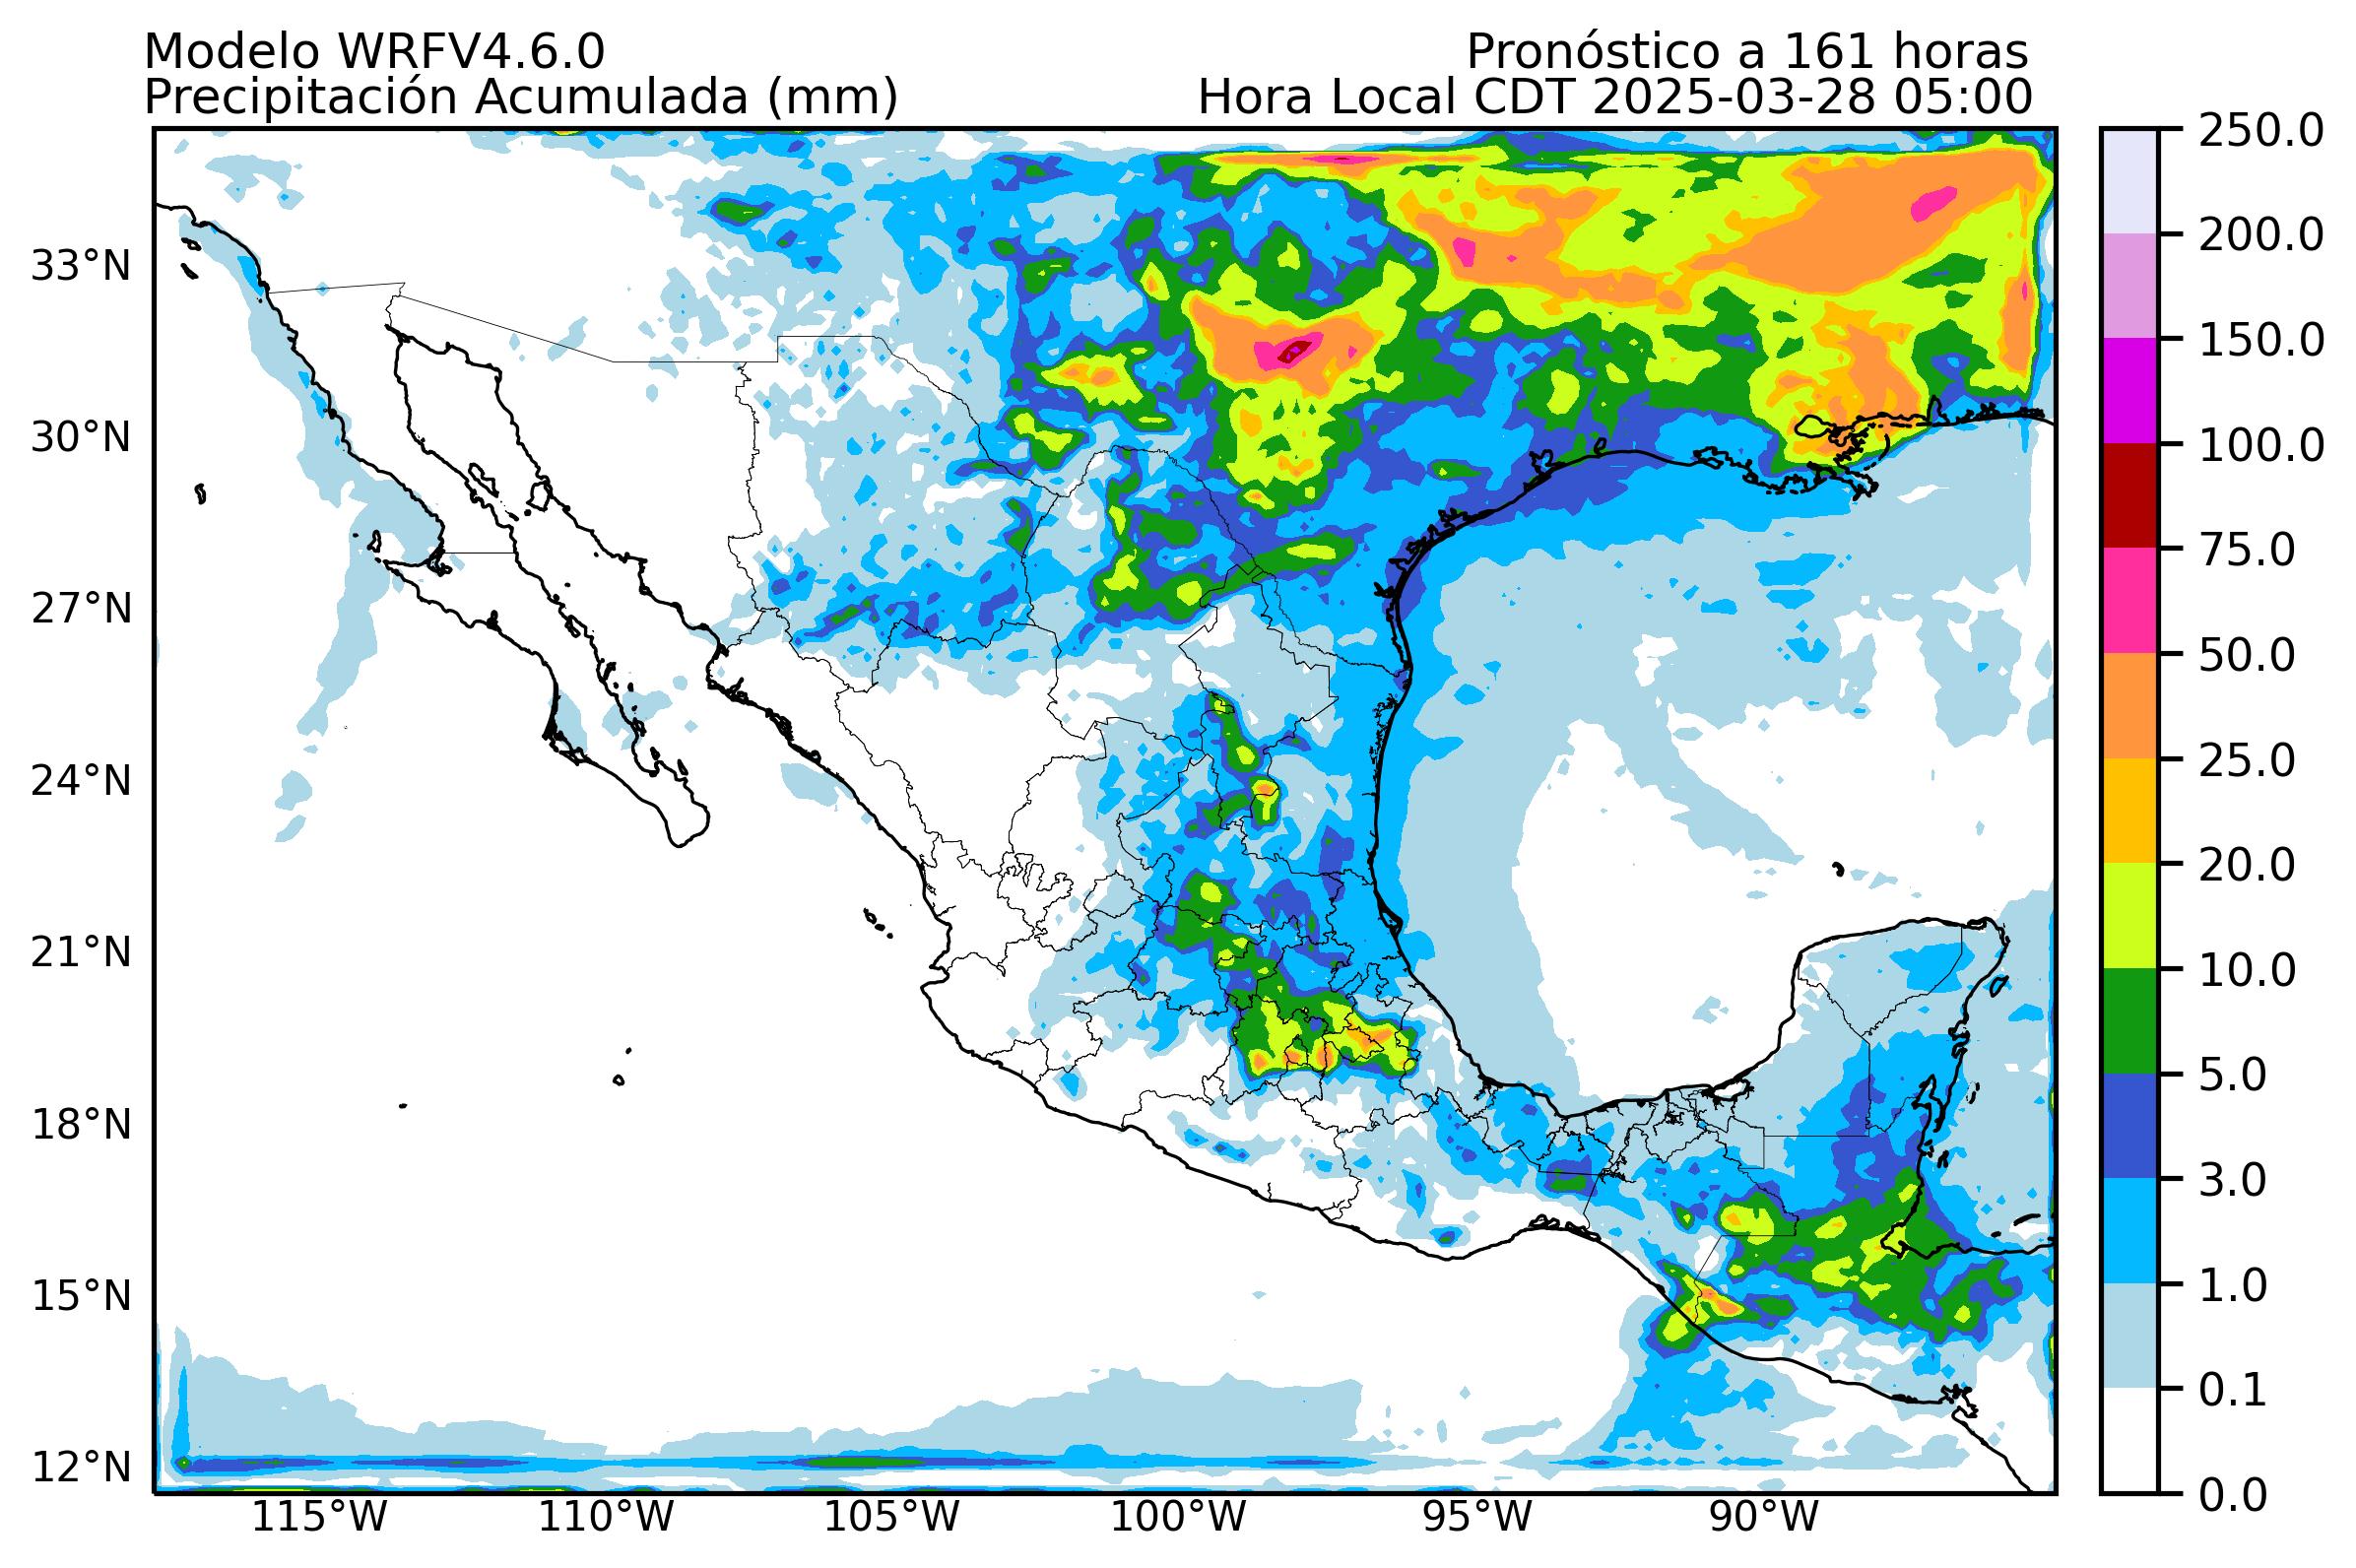 Modelo WRFV4.6.0
Pronóstico a 161 horas
Precipitación Acumulada (mm)
Hora Local CDT 2025-03-28 05:00
33°N
30°N
27°N
24°N
21°N
18°N
15°N
12°N
115°W
110°W
105°W
100°W
95°W
90°W
250.0
200.0
150.0
100.0
75.0
50.0
25.0
20.0
10.0
5.0
3.0
1.0
0.1
0.0